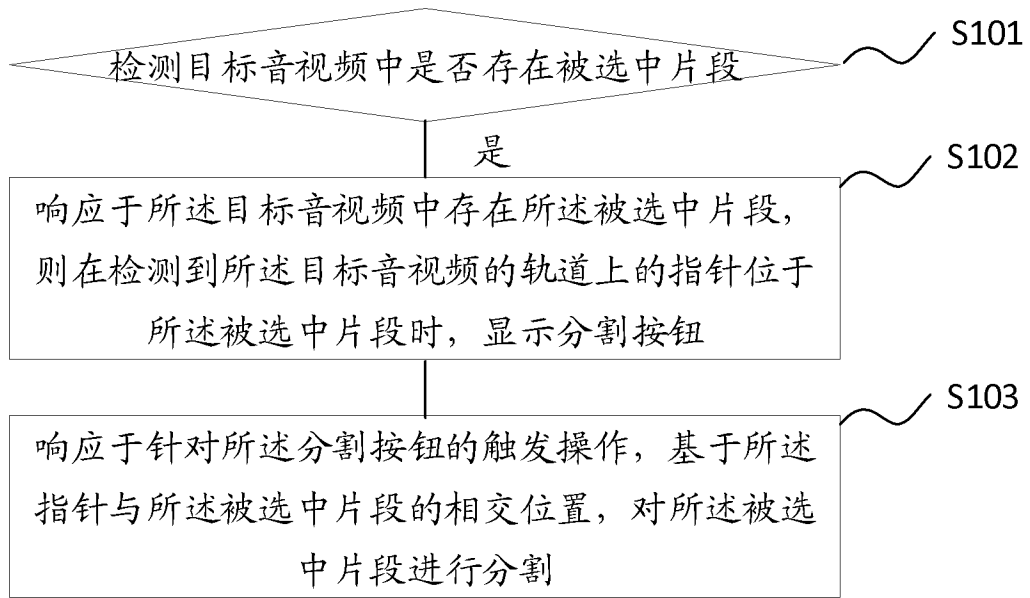 检测目标音视频中是否存在被选中片段
S101
是
S102
响应于所述目标音视频中存在所述被选中片段，
则在检测到所述目标音视频的轨道上的指针位于
所述被选中片段时，显示分割按钮
S103
响应于针对所述分割按钮的触发操作，基于所述
指针与所述被选中片段的相交位置，对所述被选
中片段进行分割